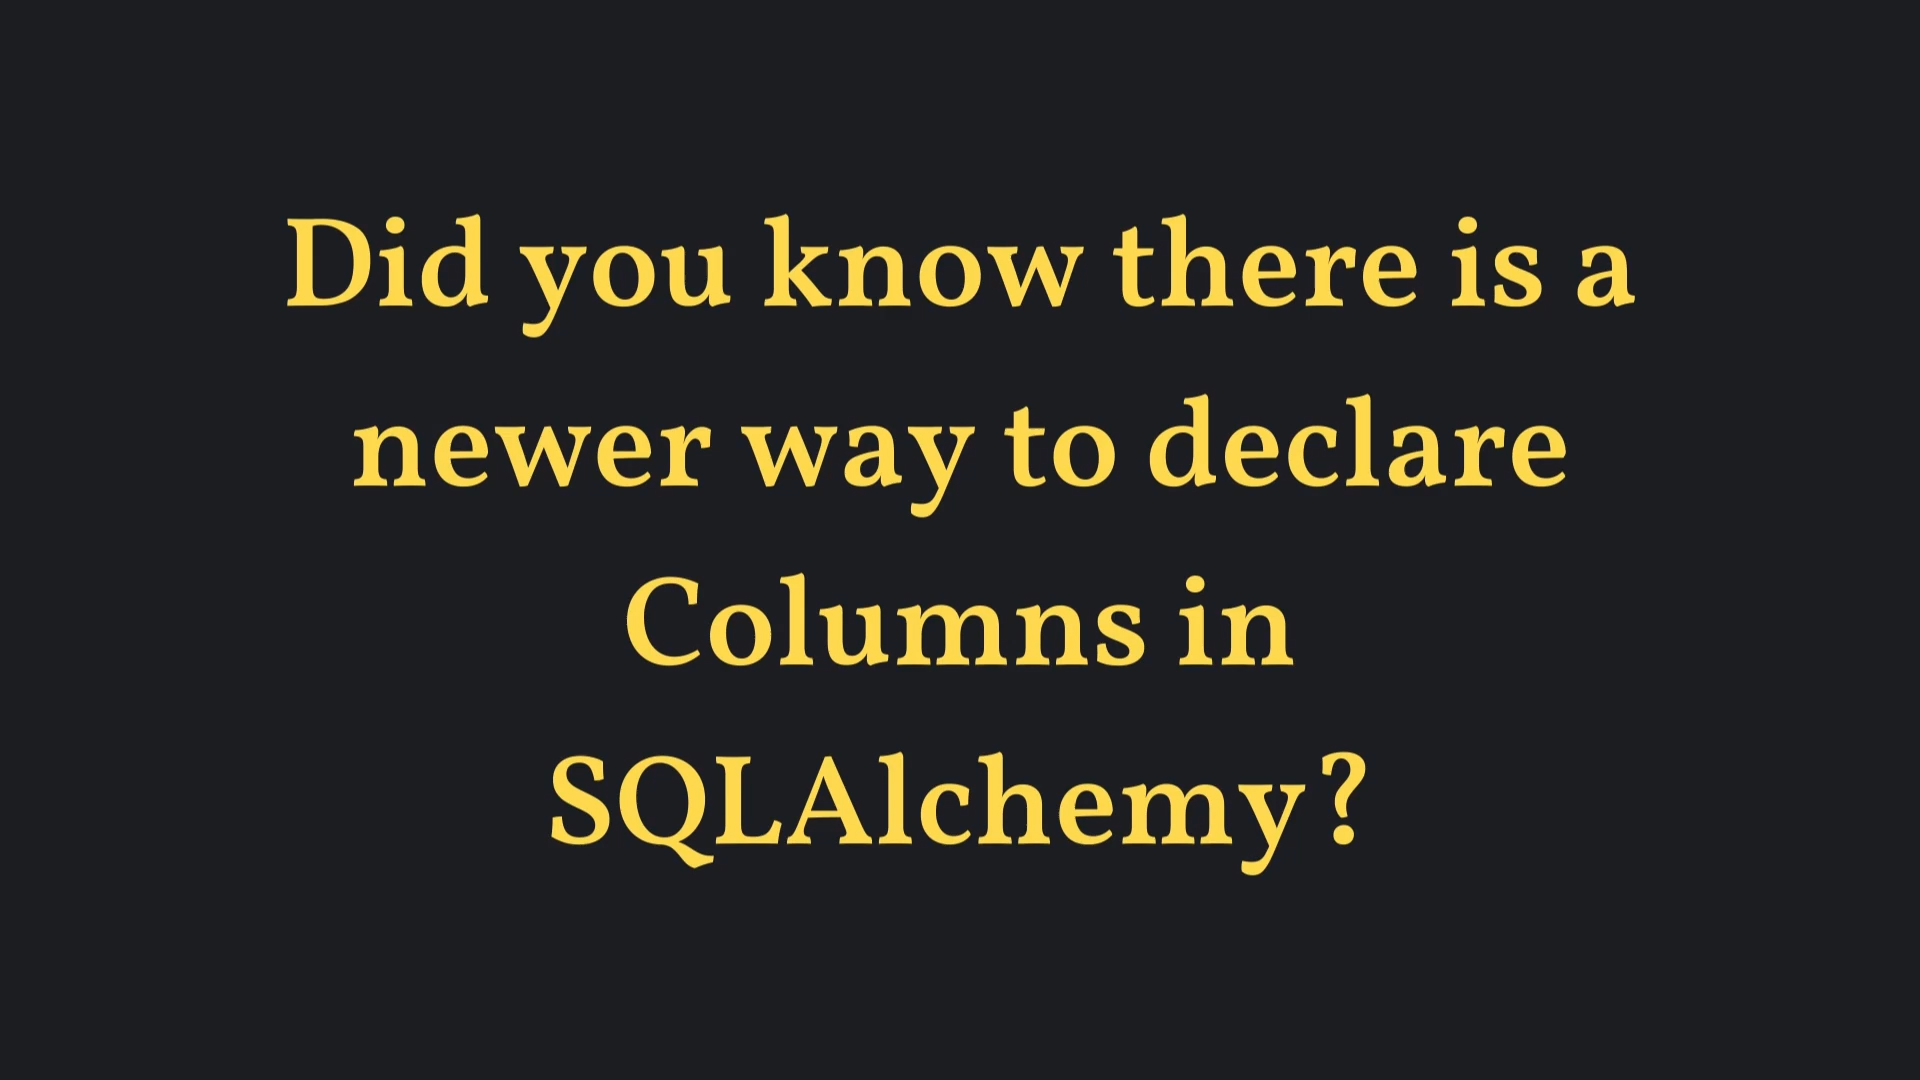 Did you know there is a
newer way to declare
Columns in
SQLAlchemy?